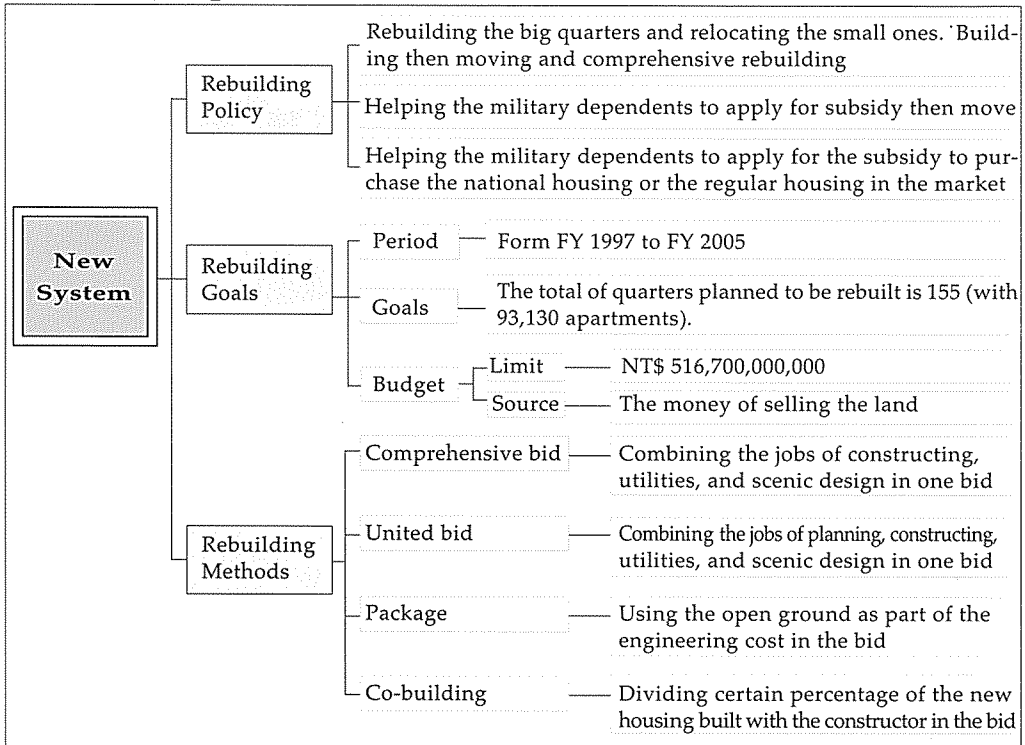 Rebuilding the big quarters and relocating the small ones. Build-
ing then moving and comprehensive rebuilding
Rebuilding
Policy
Helping the military dependents to apply for subsidy then move
Helping the military dependents to apply for the subsidy to pur-
chase the national housing or the regular housing in the market
New
System
Rebuilding
Goals
Period
Form FY 1997 to FY 2005
Goals
The total of quarters planned to be rebuilt is 155 (with
93,130 apartments).
Budget
Limit
NT$ 516,700,000,000
Source
The money of selling the land
Rebuilding
Methods
Comprehensive bid
Combining the jobs of constructing,
utilities, and scenic design in one bid
United bid
Combining the jobs of planning, constructing,
utilities, and scenic design in one bid
Package
Using the open ground as part of the
engineering cost in the bid
Co-building
Dividing certain percentage of the new
housing built with the constructor in the bid